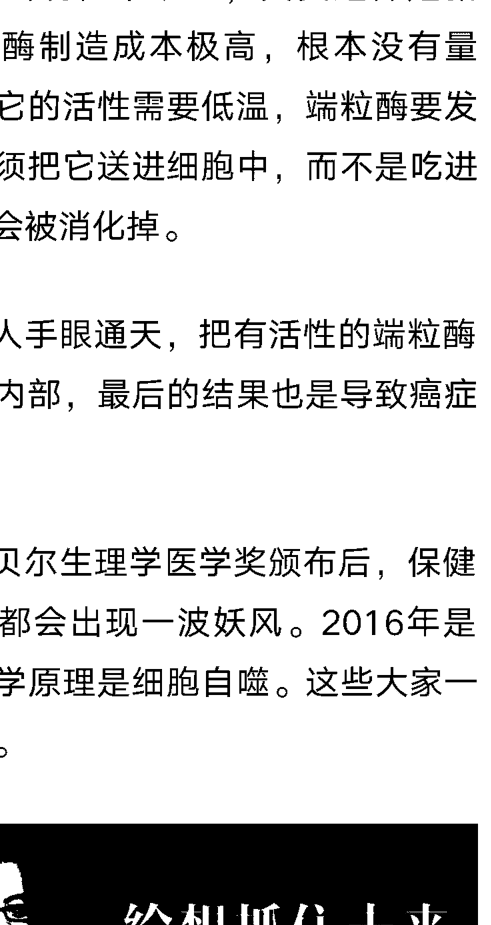 酶制造成本极高，根本没有量
它的活性需要低温，端粒酶要发
须把它送进细胞中，而不是吃进
会被消化掉。
人手眼通天，把有活性的端粒酶
内部，最后的结果也是导致癌症
贝尔生理学医学奖颁布后，保健
都会出现一波妖风。2016年是
学原理是细胞自噬。这些大家一
。